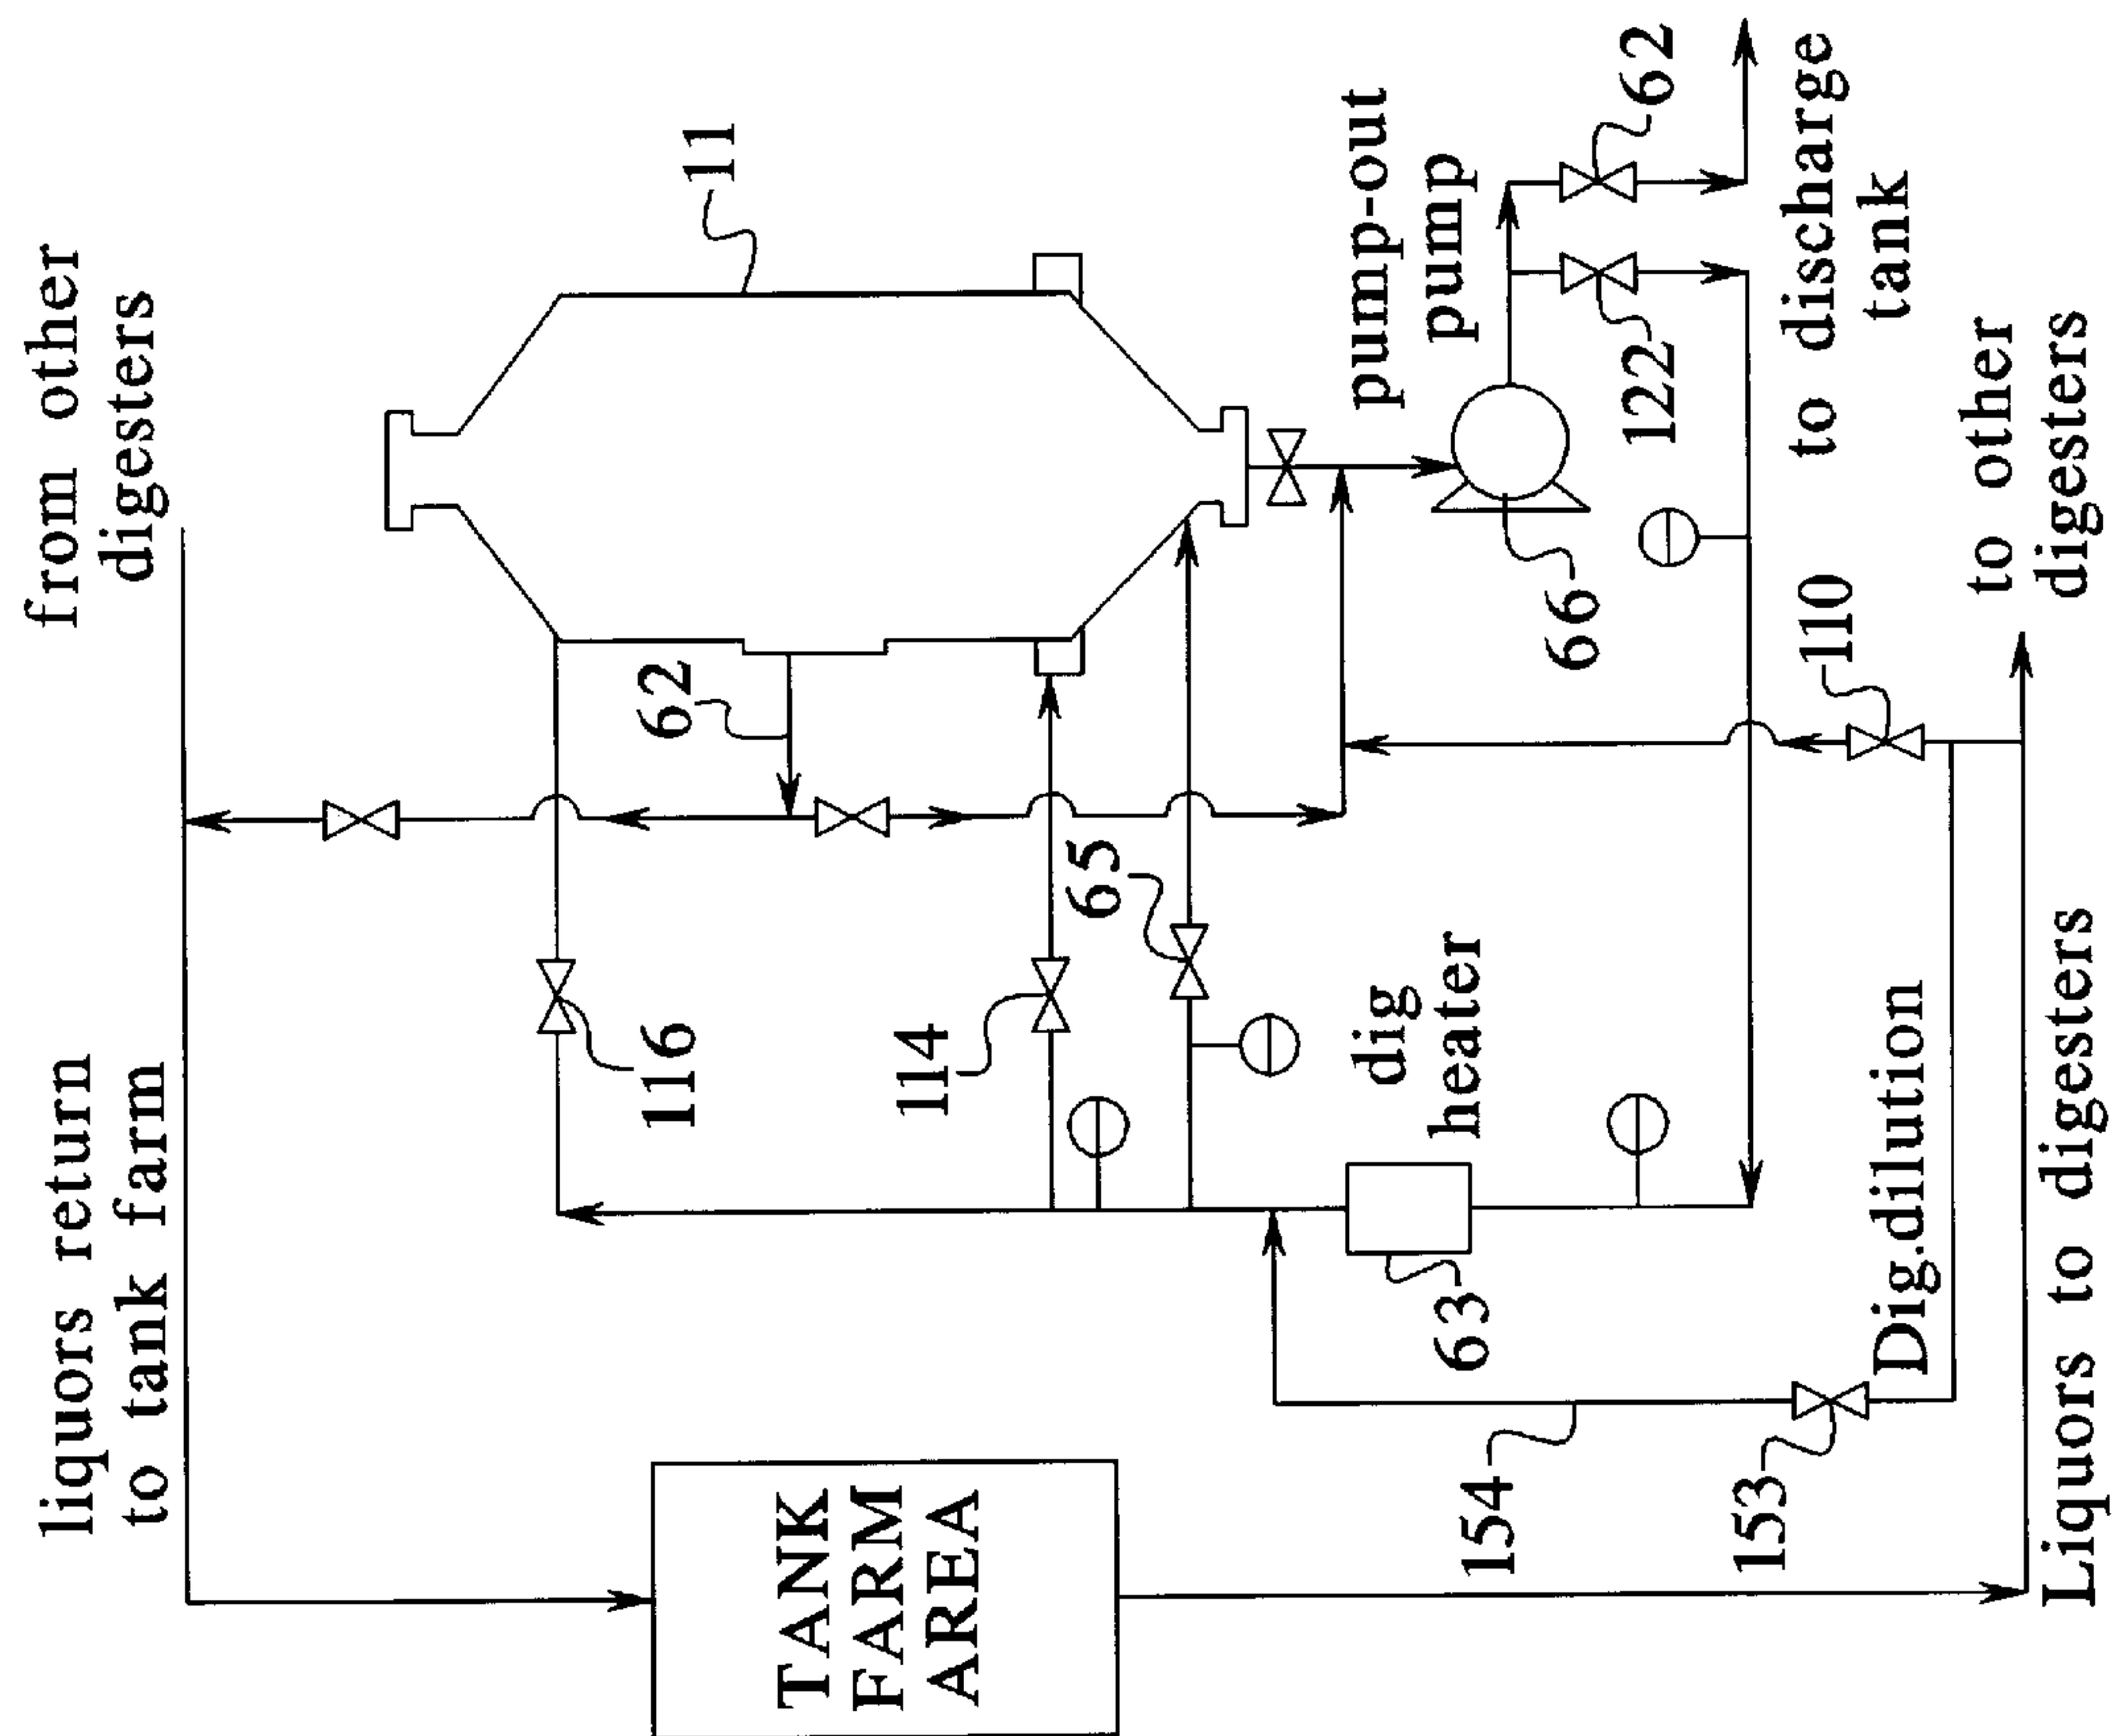 from other
digesters
liquors return
to tank farm
11
62
116
114
65
TANK
FARM
AREA
dig
heater
63
pump-out
pump
66
62
122
to discharge
tank
110
to other
digesters
154
153
Dig.dilution
Liquors to digesters